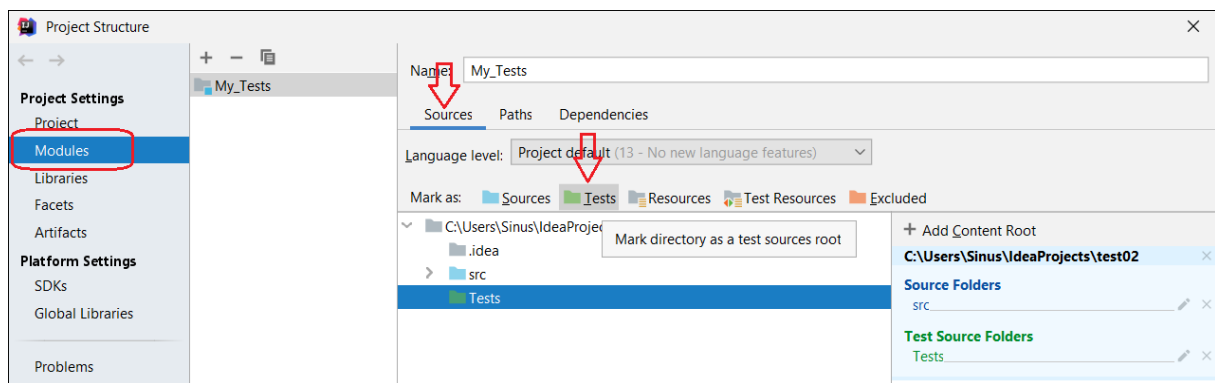 Project Structure
Project Settings
Project
Modules
Libraries
Facets
Artifacts
Platform Settings
SDKs
Global Libraries
Problems
My_Tests
Name: My_Tests
Sources Paths Dependencies
Language level: Project default (13 - No new language features)
Mark as: Sources Tests Resources Test Resources Excluded
C:\Users\Sinus\IdeaProjec
Mark directory as a test sources root
.idea
src
Tests
+ Add Content Root
C:\Users\Sinus\IdeaProjects\test02
Source Folders
src
Test Source Folders
Tests